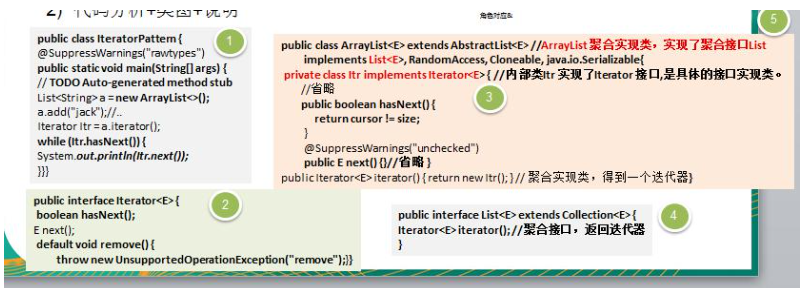 2) 代码分析+类图+说明
角色对应&
1
public class IteratorPattern {
@SuppressWarnings("rawtypes")
public static void main(String[] args) {
// TODO Auto-generated method stub
List<String> a = new ArrayList<>();
a.add("jack");//..
Iterator Itr = a.iterator();
while (Itr.hasNext()) {
System.out.println(Itr.next());
}}}
5
public class ArrayList<E> extends AbstractList<E> //ArrayList 聚合实现类，实现了聚合接口List
implements List<E>, RandomAccess, Cloneable, java.io.Serializable{
private class Itr implements Iterator<E> { //内部类Itr 实现了Iterator 接口,是具体的接口实现类。
//省略
3
public boolean hasNext() {
return cursor != size;
}
@SuppressWarnings("unchecked")
public E next() {}//省略 }
public Iterator<E> iterator() { return new Itr(); } // 聚合实现类，得到一个迭代器}
2
public interface Iterator<E> {
boolean hasNext();
E next();
default void remove() {
throw new UnsupportedOperationException("remove");}}
4
public interface List<E> extends Collection<E> {
Iterator<E> iterator();//聚合接口，返回迭代器
}